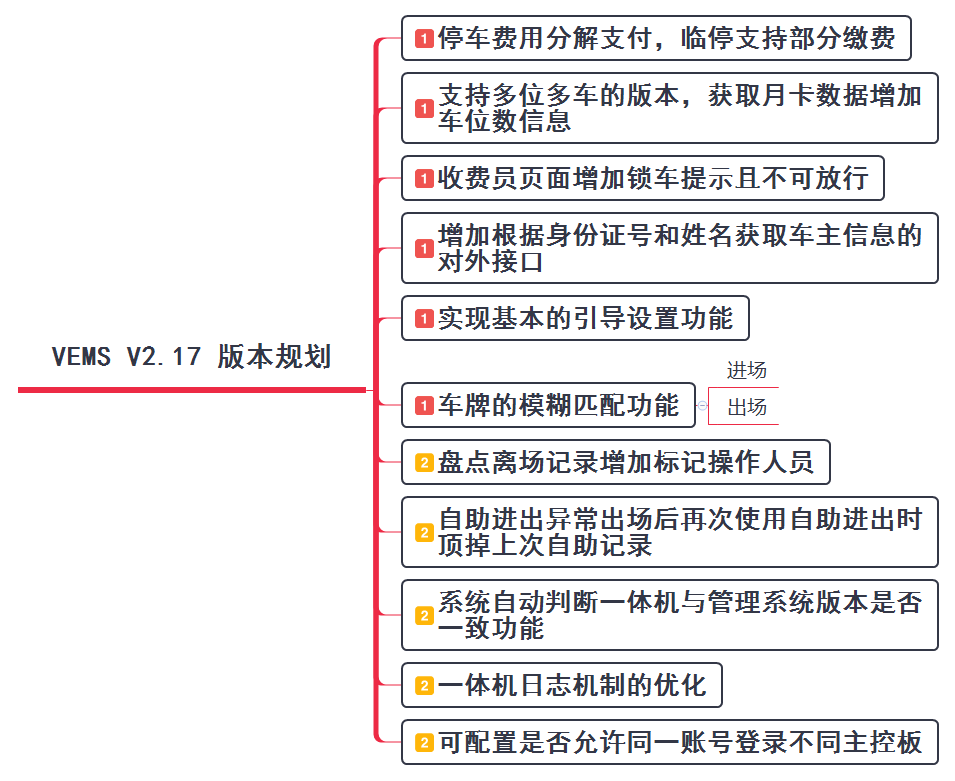 1 停车费用分解支付，临停支持部分缴费
1 支持多位多车的版本，获取月卡数据增加
车位数信息
1 收费员页面增加锁车提示且不可放行
1 增加根据身份证号和姓名获取车主信息的
对外接口
1 实现基本的引导设置功能
VEMS V2.17 版本规划
进场
1 车牌的模糊匹配功能
出场
2 盘点离场记录增加标记操作人员
2 自助进出异常出场后再次使用自助进出时
顶掉上次自助记录
2 系统自动判断一体机与管理系统版本是否
一致功能
2 一体机日志机制的优化
2 可配置是否允许同一账号登录不同主控板